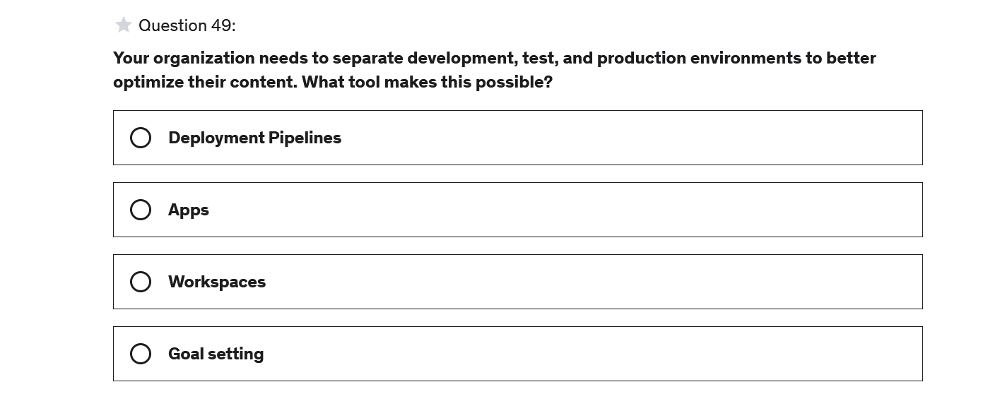 Question 49:
Your organization needs to separate development, test, and production environments to better
optimize their content. What tool makes this possible?
Deployment Pipelines
Apps
Workspaces
Goal setting